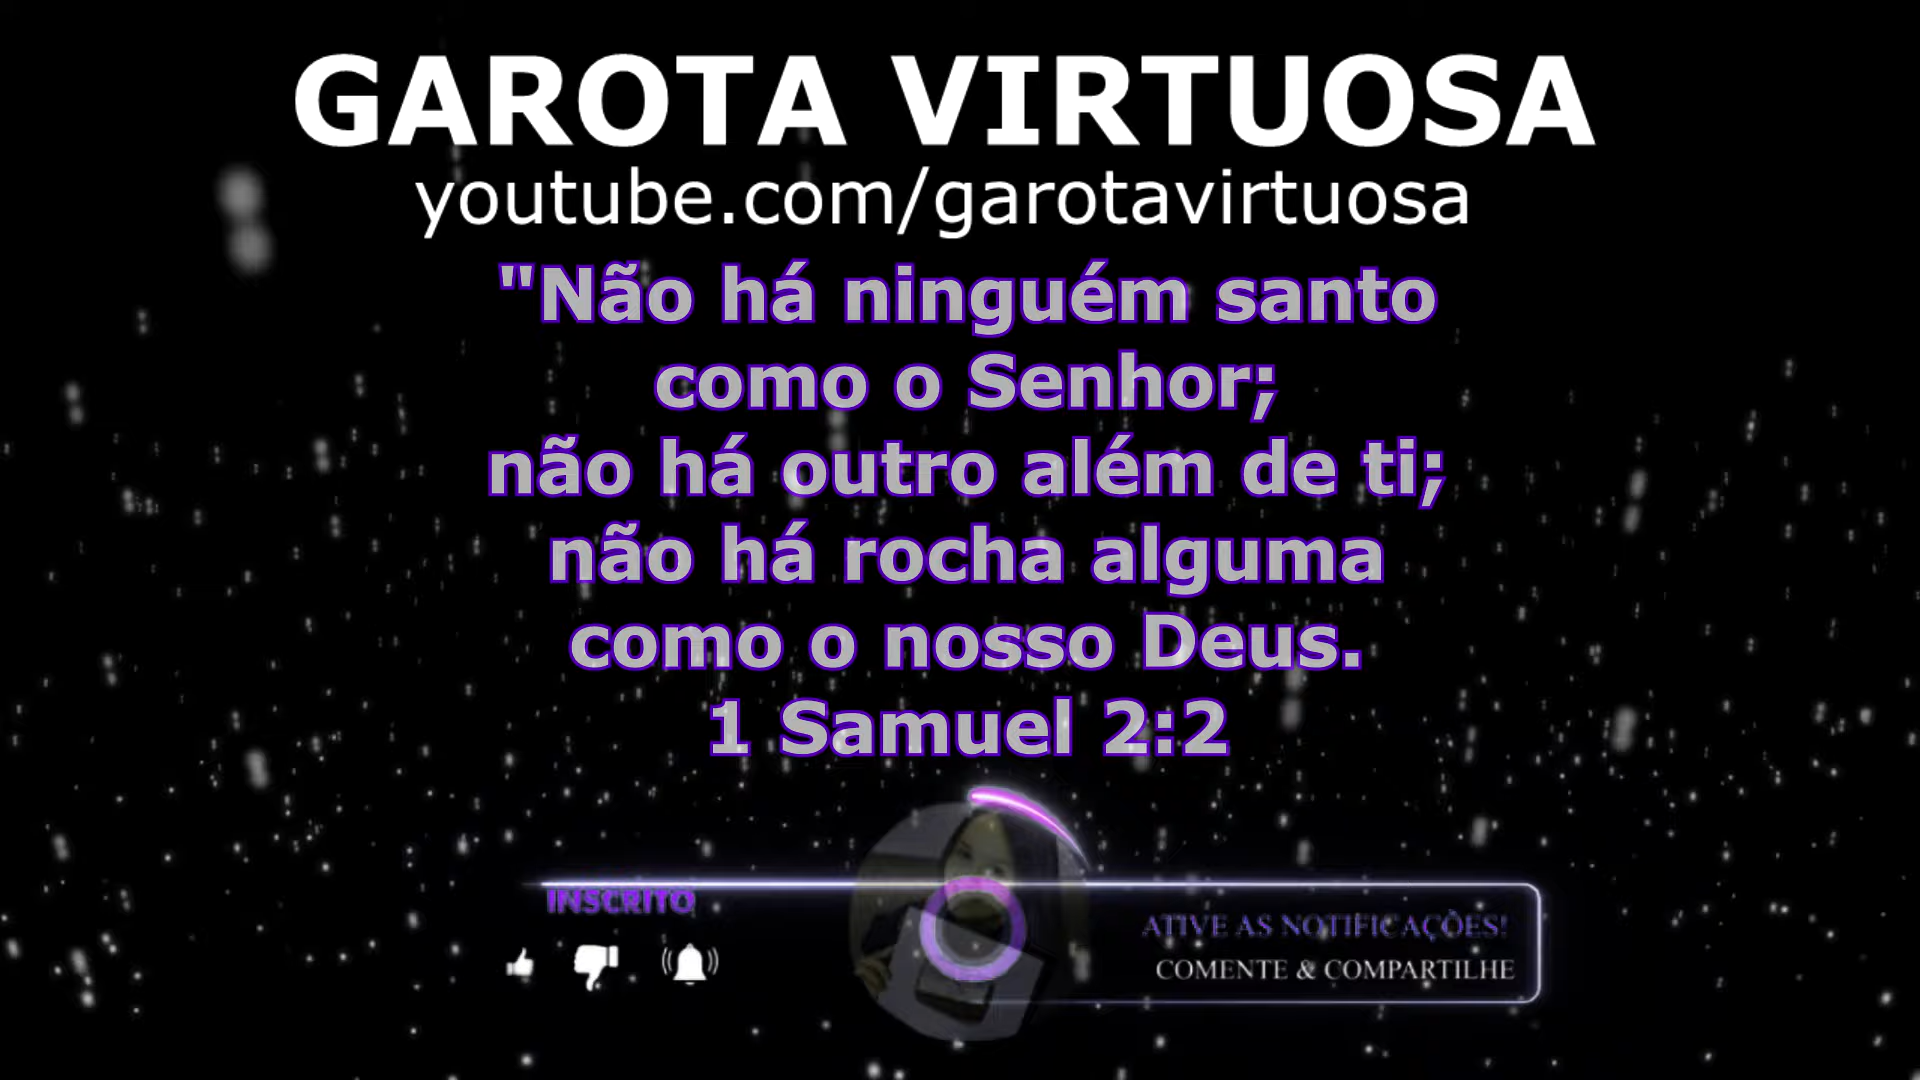 GAROTA VIRTUOSA
youtube.com/garotavirtuosa
"Não há ninguém santo
como o Senhor;
não há outro além de ti;
não há rocha alguma
como o nosso Deus.
1 Samuel 2:2
INSCRITO
ATIVE AS NOTIFICAÇÕES!
COMENTE & COMPARTILHE